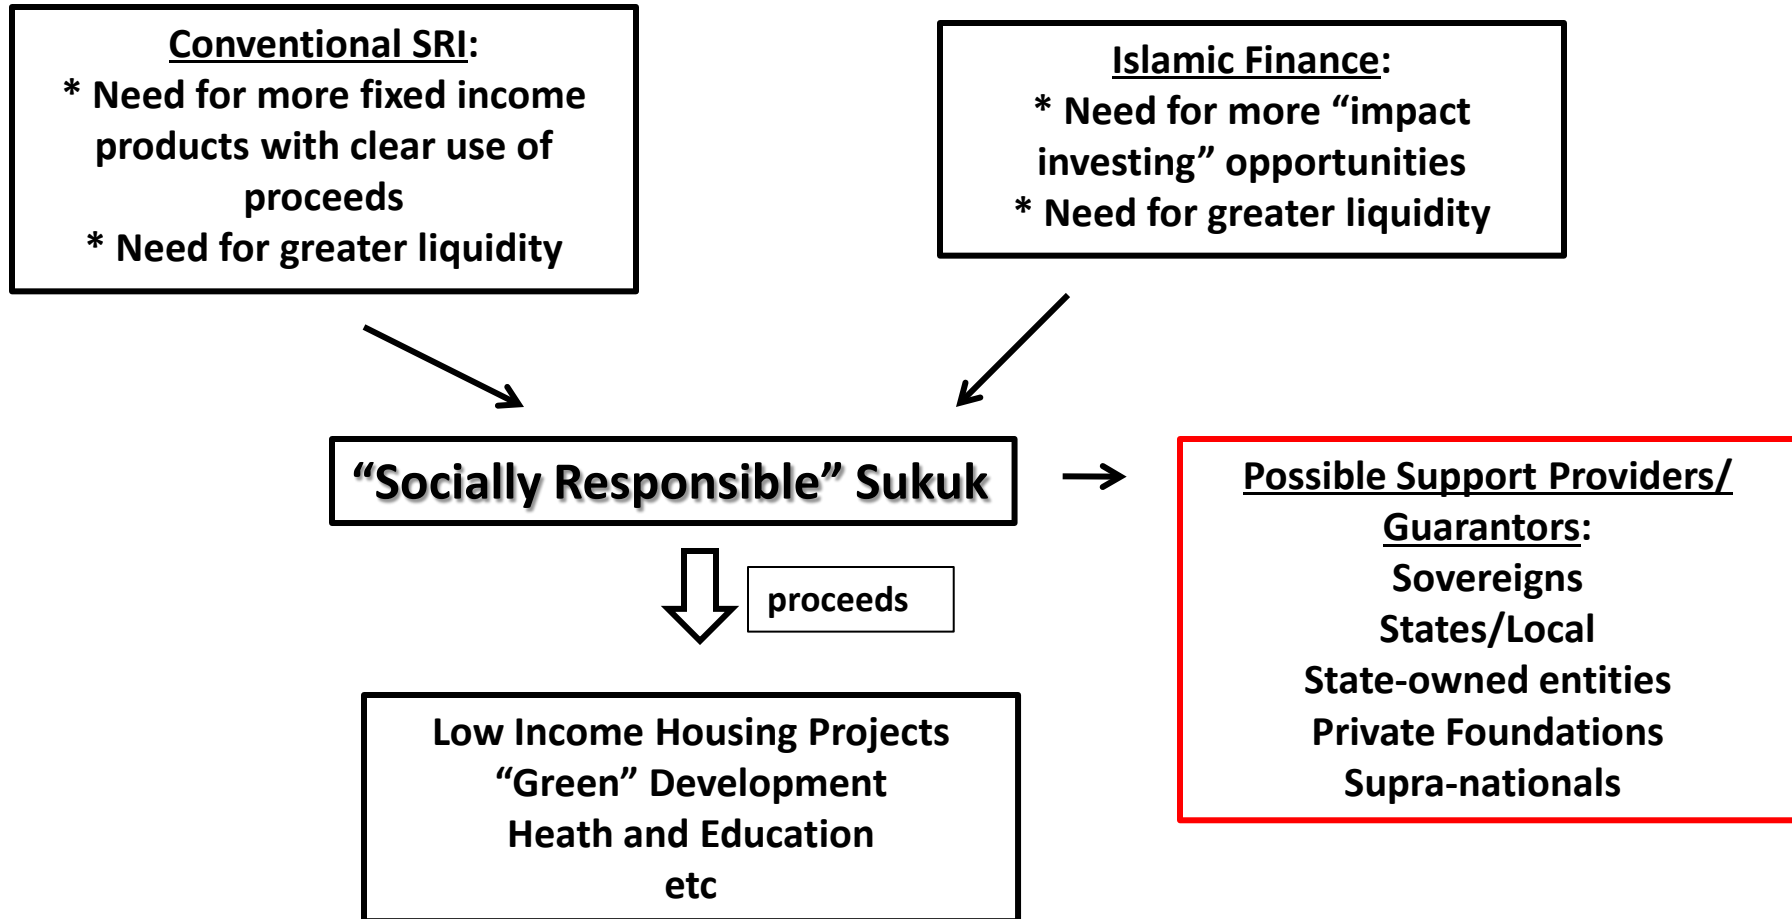 Conventional SRI:
* Need for more fixed income
products with clear use of
proceeds
* Need for greater liquidity
Islamic Finance:
* Need for more “impact
investing” opportunities
* Need for greater liquidity
“Socially Responsible” Sukuk
Possible Support Providers/
Guarantors:
Sovereigns
States/Local
State-owned entities
Private Foundations
Supra-nationals
proceeds
Low Income Housing Projects
“Green” Development
Heath and Education
etc